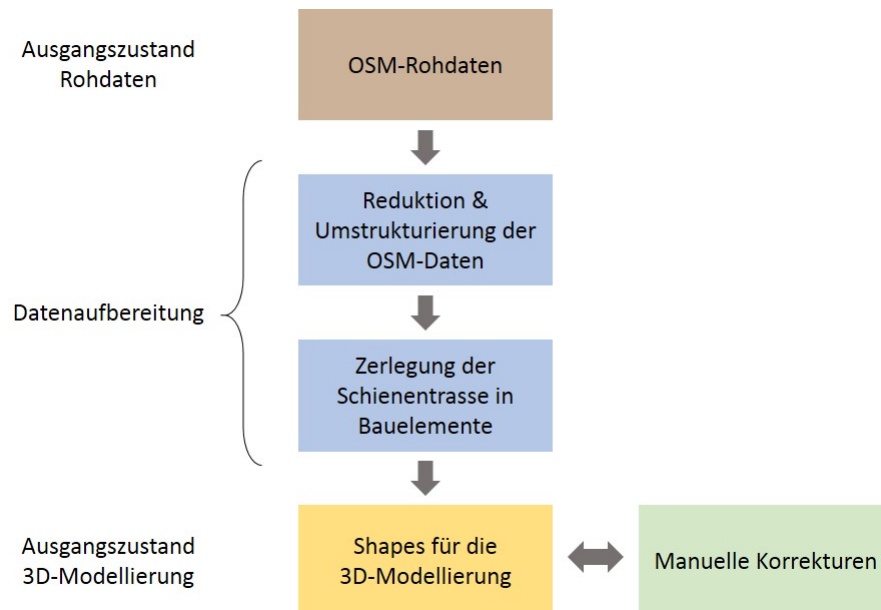 Ausgangszustand
Rohdaten
OSM-Rohdaten
Reduktion &
Umstrukturierung der
OSM-Daten
Datenaufbereitung
Zerlegung der
Schienentrasse in
Bauelemente
Ausgangszustand
3D-Modellierung
Shapes für die
3D-Modellierung
Manuelle Korrekturen